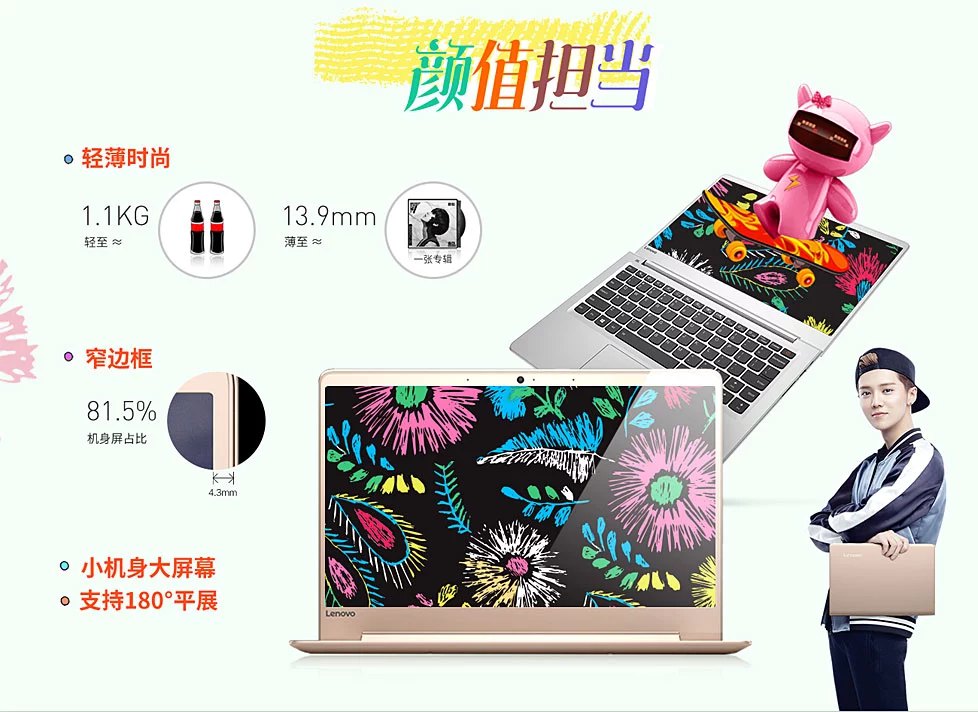 颜值担当
轻薄时尚
1.1KG
轻至 ≈
13.9mm
薄至 ≈
一张专辑
窄边框
81.5%
机身屏占比
4.3mm
小机身大屏幕
支持180°平展
Lenovo
Lenovo